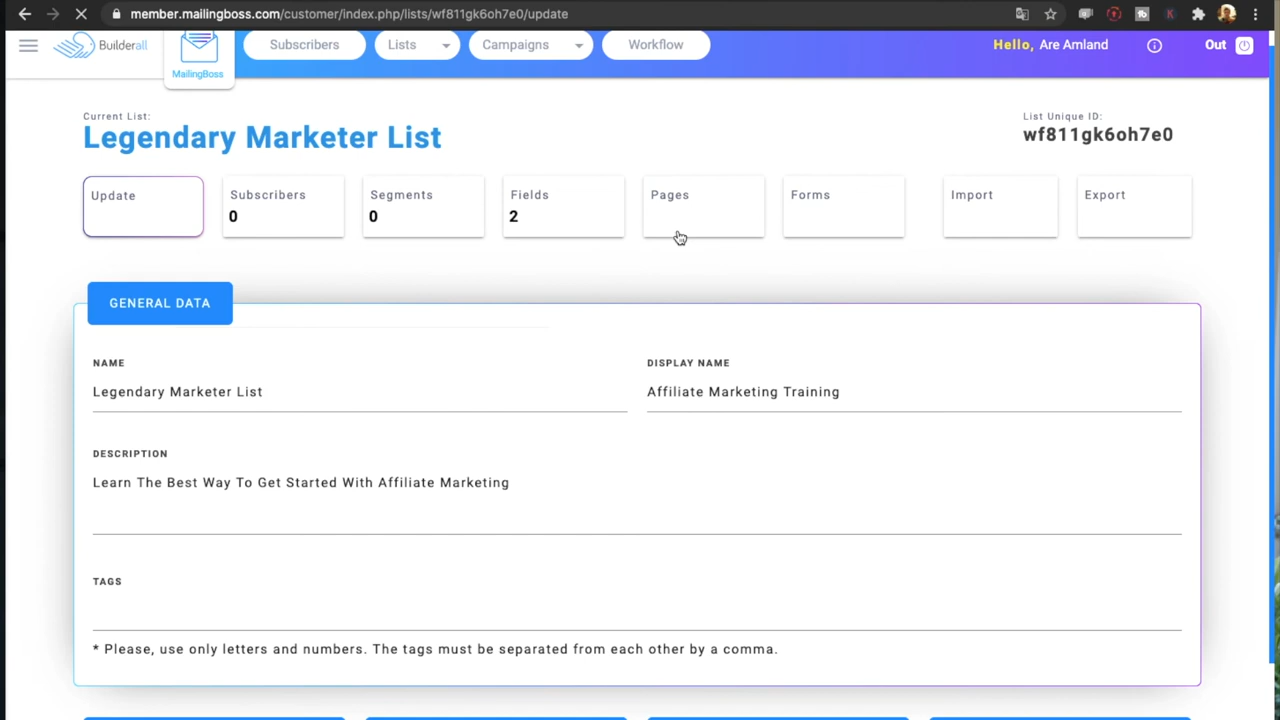 member.mailingboss.com/customer/index.php/lists/wf811gk6oh7e0/update
Builderall
MailingBoss
Subscribers
Lists
Campaigns
Workflow
Hello, Are Amland
Out
Current List:
Legendary Marketer List
List Unique ID:
wf811gk6oh7e0
Update
Subscribers
0
Segments
0
Fields
2
Pages
Forms
Import
Export
GENERAL DATA
NAME
Legendary Marketer List
DISPLAY NAME
Affiliate Marketing Training
DESCRIPTION
Learn The Best Way To Get Started With Affiliate Marketing
TAGS
* Please, use only letters and numbers. The tags must be separated from each other by a comma.